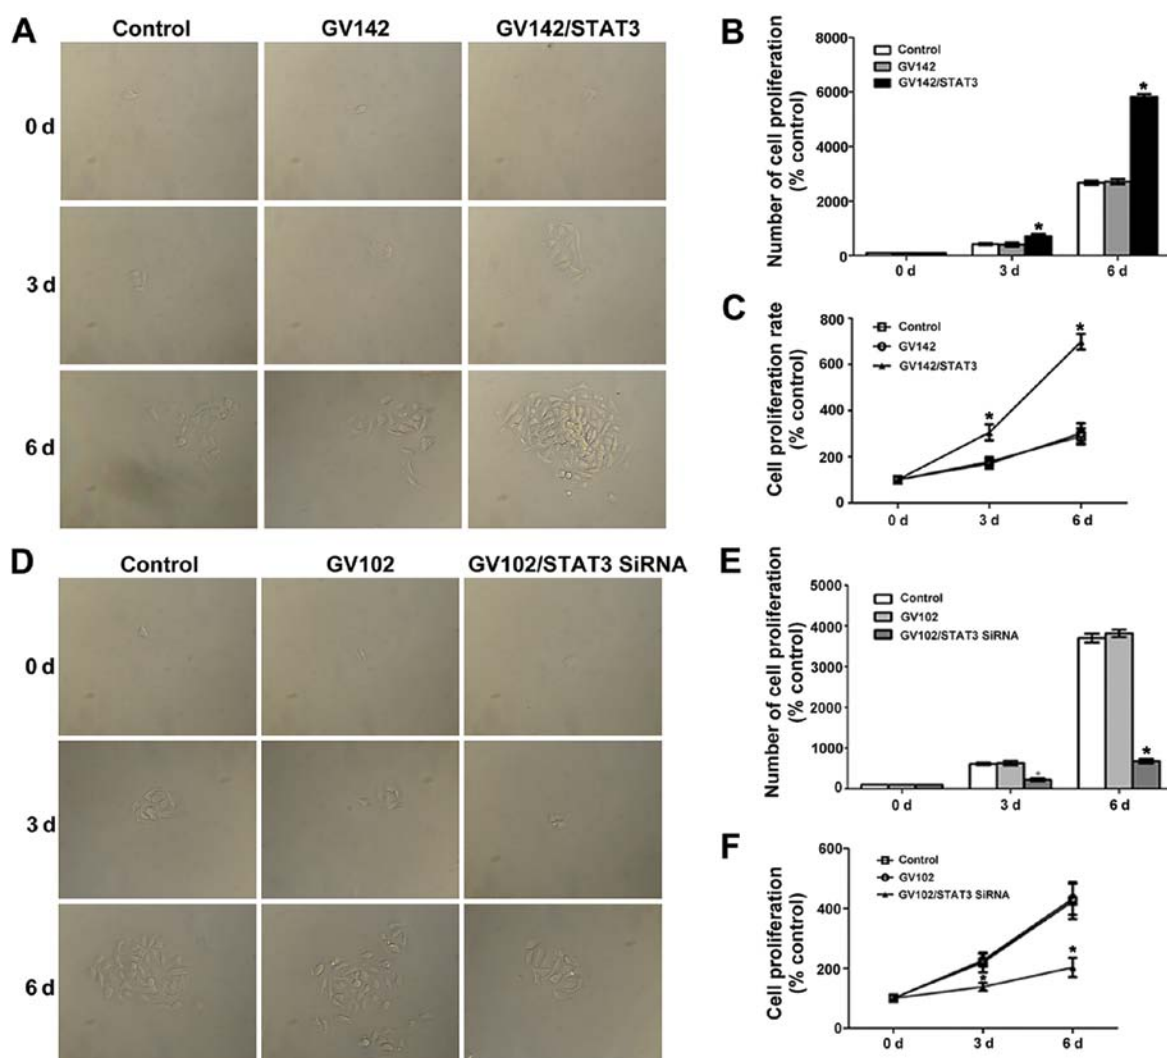 A
Control GV142 GV142/STAT3
0 d
3 d
6 d
B
Number of cell proliferation
(% control)
8000
6000
4000
2000
0
Control
GV142
GV142/STAT3
*
*
0 d 3 d 6 d
C
Cell proliferation rate
(% control)
800
600
400
200
0
Control
GV142
GV142/STAT3
*
*
0 d 3 d 6 d
D
Control GV102 GV102/STAT3 SiRNA
0 d
3 d
6 d
E
Number of cell proliferation
(% control)
5000
4000
3000
2000
1000
0
Control
GV102
GV102/STAT3 SiRNA
*
*
0 d 3 d 6 d
F
Cell proliferation
(% control)
600
400
200
0
Control
GV102
GV102/STAT3 SiRNA
*
*
0 d 3 d 6 d